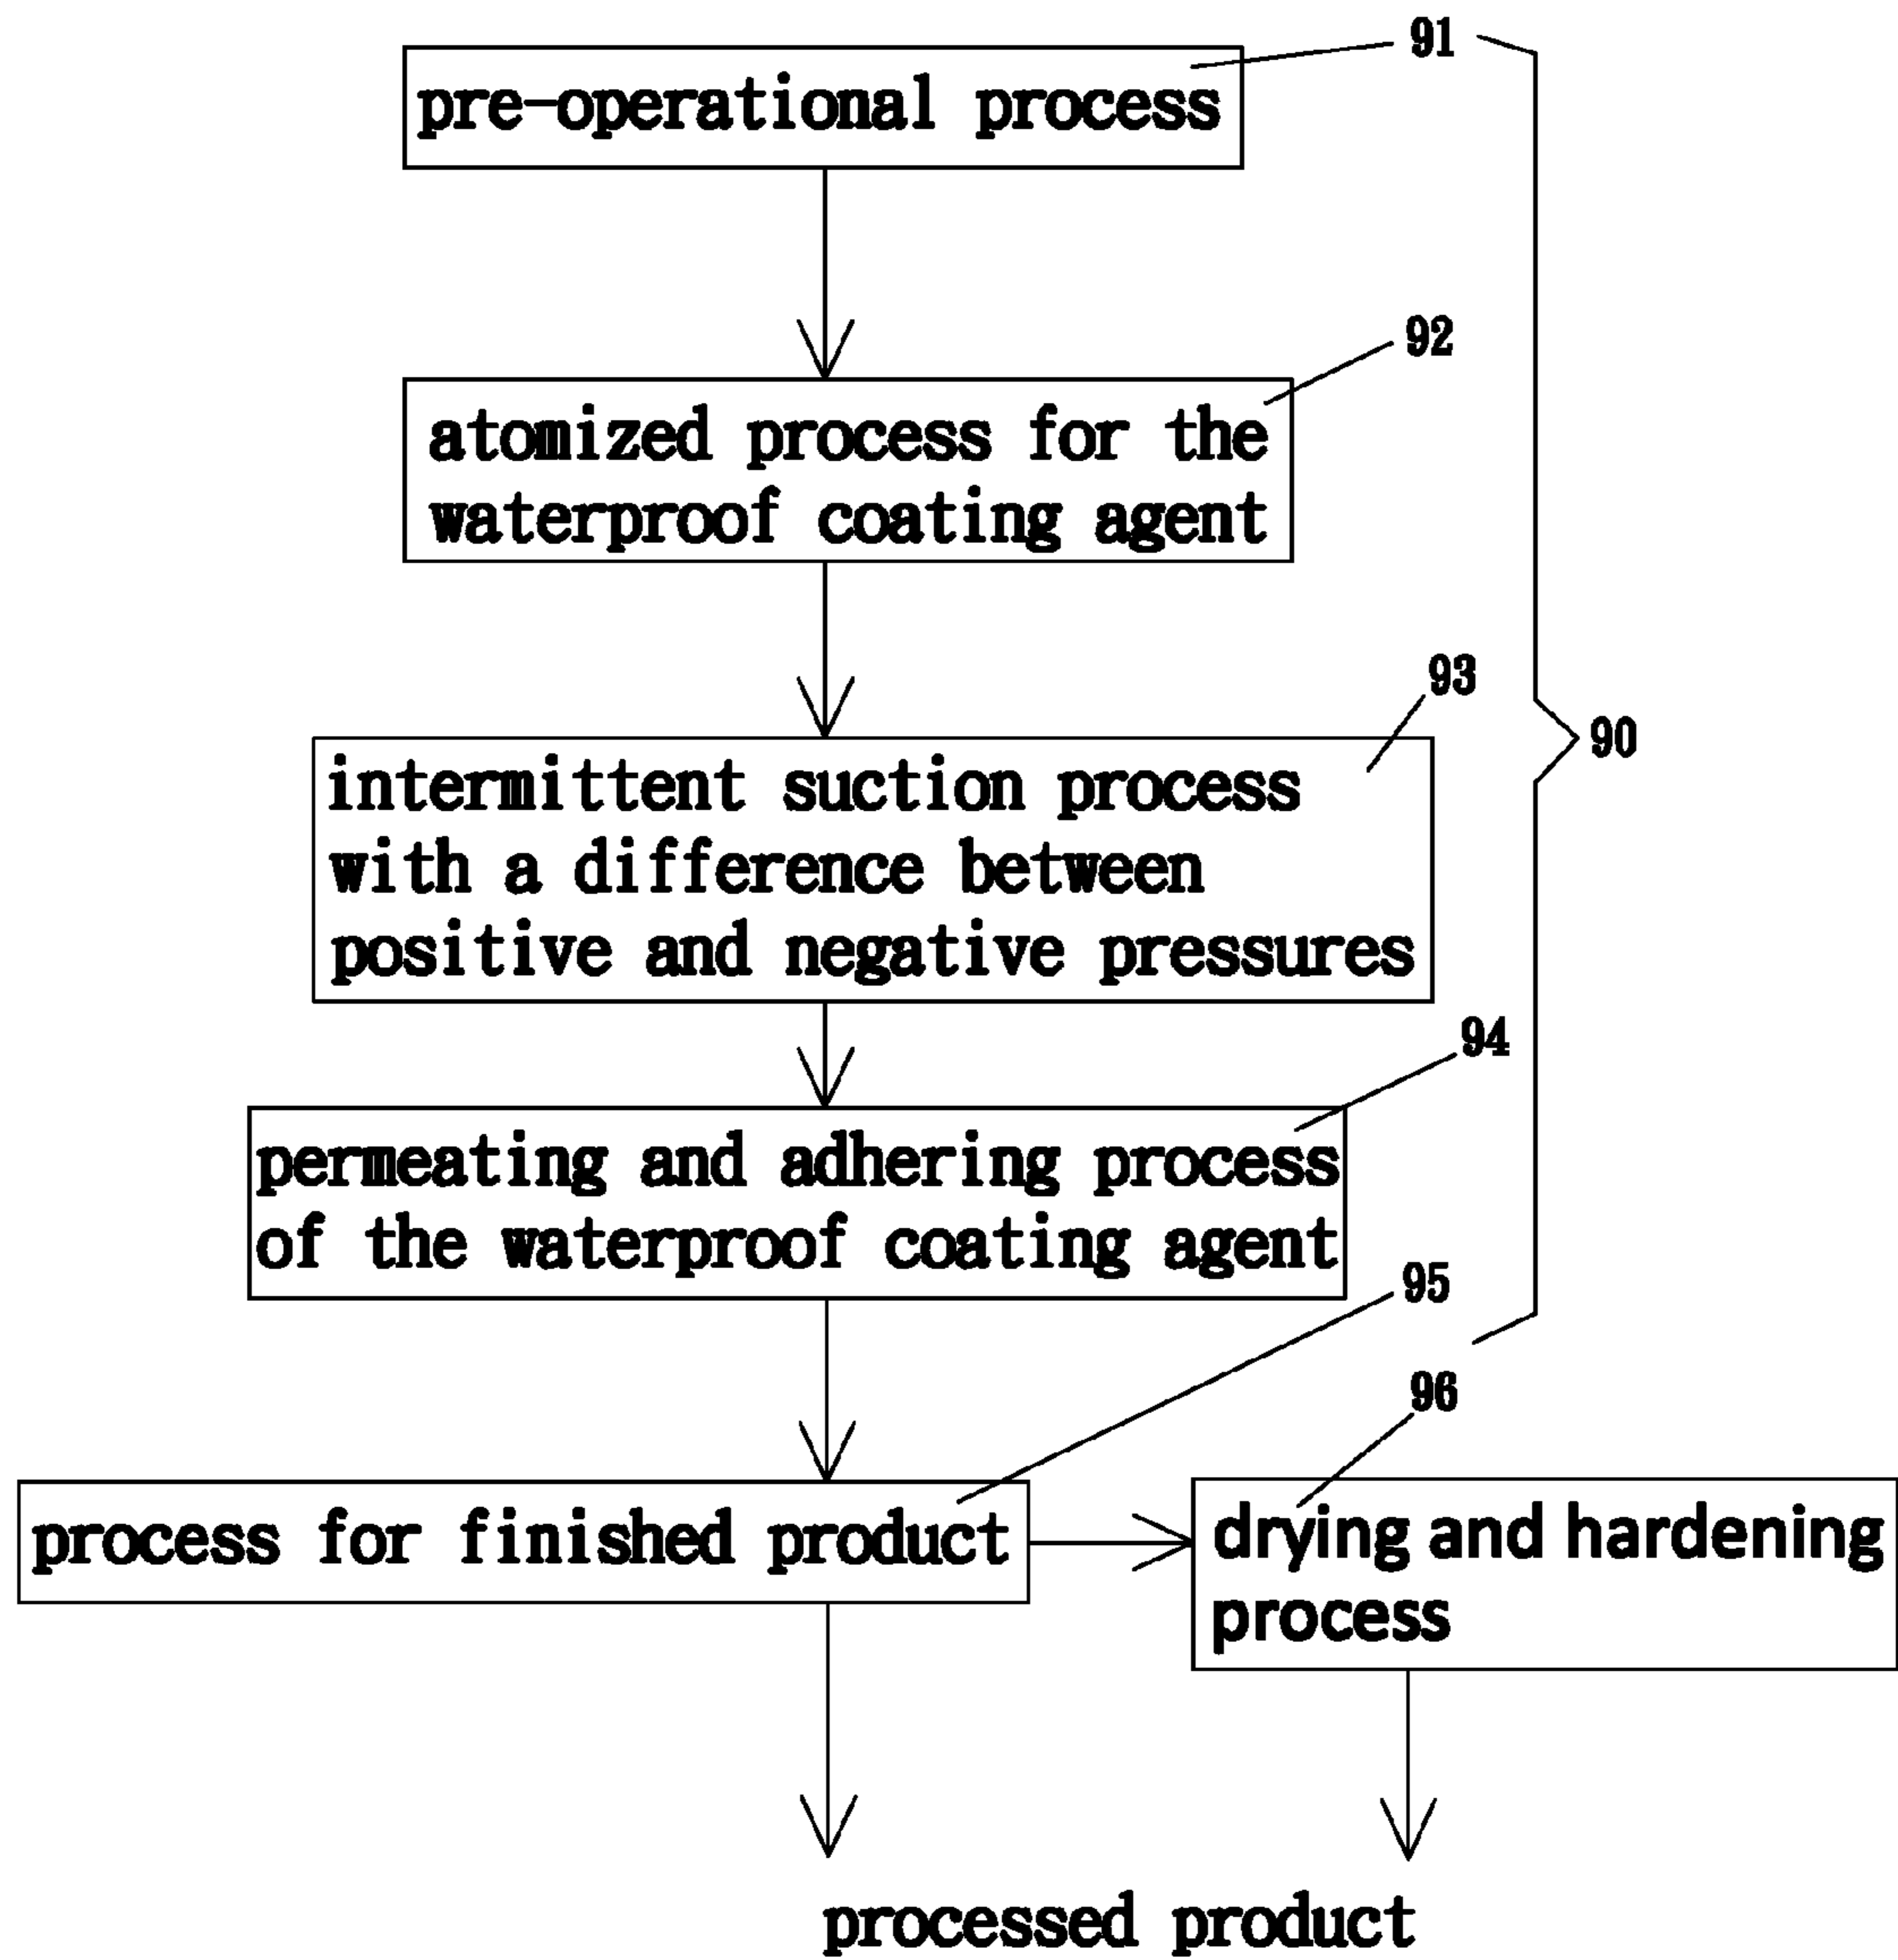 91
pre-operational process
92
atomized process for the
waterproof coating agent
93
90
intermittent suction process
with a difference between
positive and negative pressures
94
permeating and adhering process
of the waterproof coating agent
95
96
process for finished product
drying and hardening
process
processed product